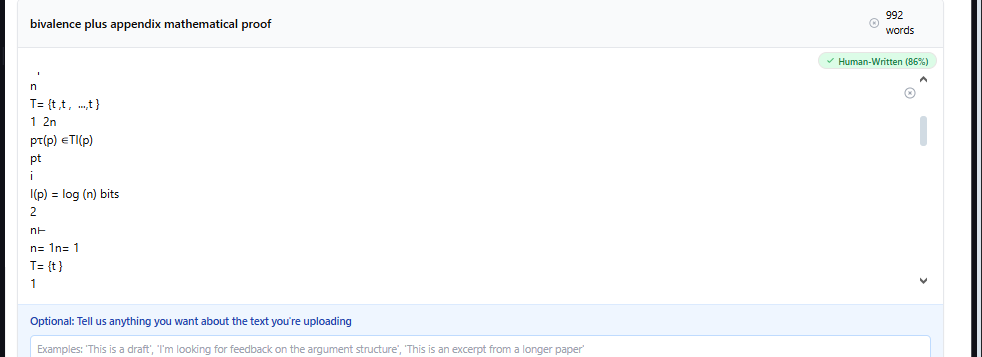 bivalence plus appendix mathematical proof
992
words
Human-Written (86%)
n
T= {t ,t ,  ...,t }
1  2n
pτ(p) ∈TI(p)
pt
i
I(p) = log (n) bits
2
n⊢
n= 1n= 1
T= {t }
1
Optional: Tell us anything you want about the text you're uploading
Examples: 'This is a draft', 'I'm looking for feedback on the argument structure', 'This is an excerpt from a longer paper'